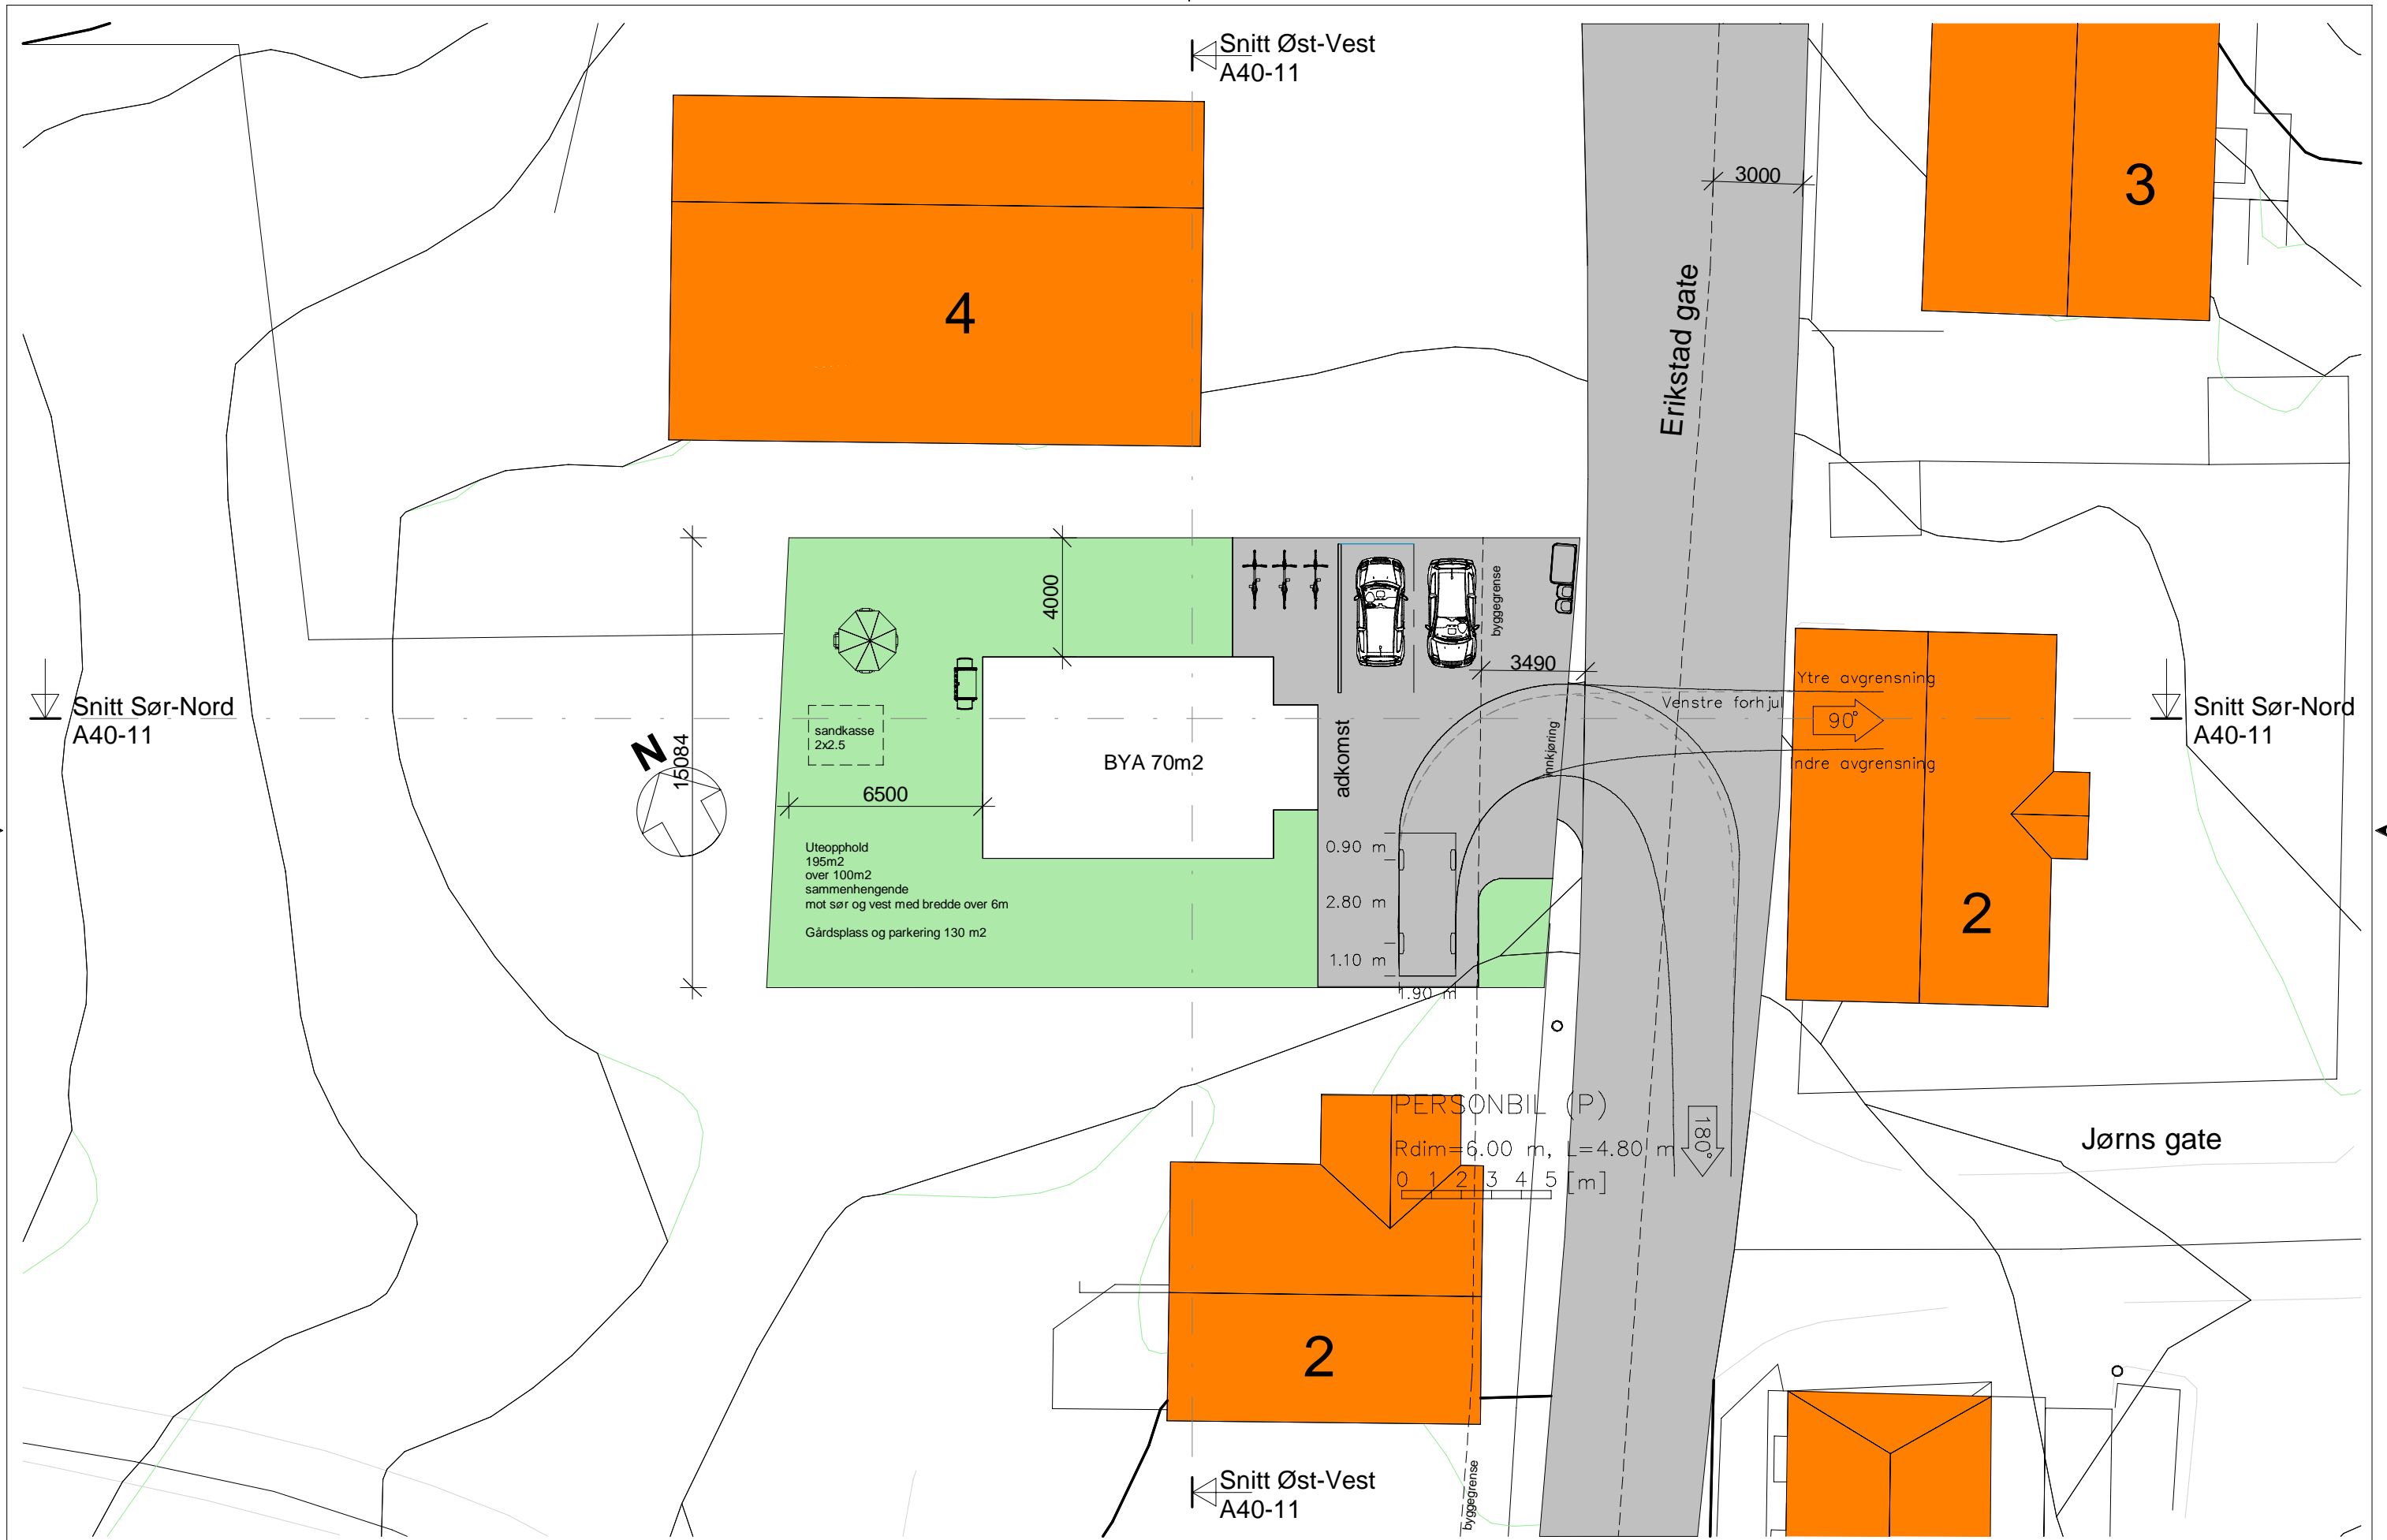 Snitt Øst-Vest
A40-11
3000
3
4
Erikstad gate
4000
byggegrense
3490
Ytre avgrensning
Venstre forhjul
90°
Indre avgrensning
Snitt Sør-Nord
A40-11
Snitt Sør-Nord
A40-11
N
15084
sandkasse
2x2.5
BYA 70m2
adkomst
innkjøring
6500
Uteopphold
195m2
over 100m2
sammenhengende
mot sør og vest med bredde over 6m
Gårdsplass og parkering 130 m2
0.90 m
2.80 m
1.10 m
1.90 m
2
PERSONBIL (P)
Rdim=6.00 m, L=4.80 m
0 1 2 3 4 5 [m]
180°
Jørns gate
2
byggegrense
Snitt Øst-Vest
A40-11